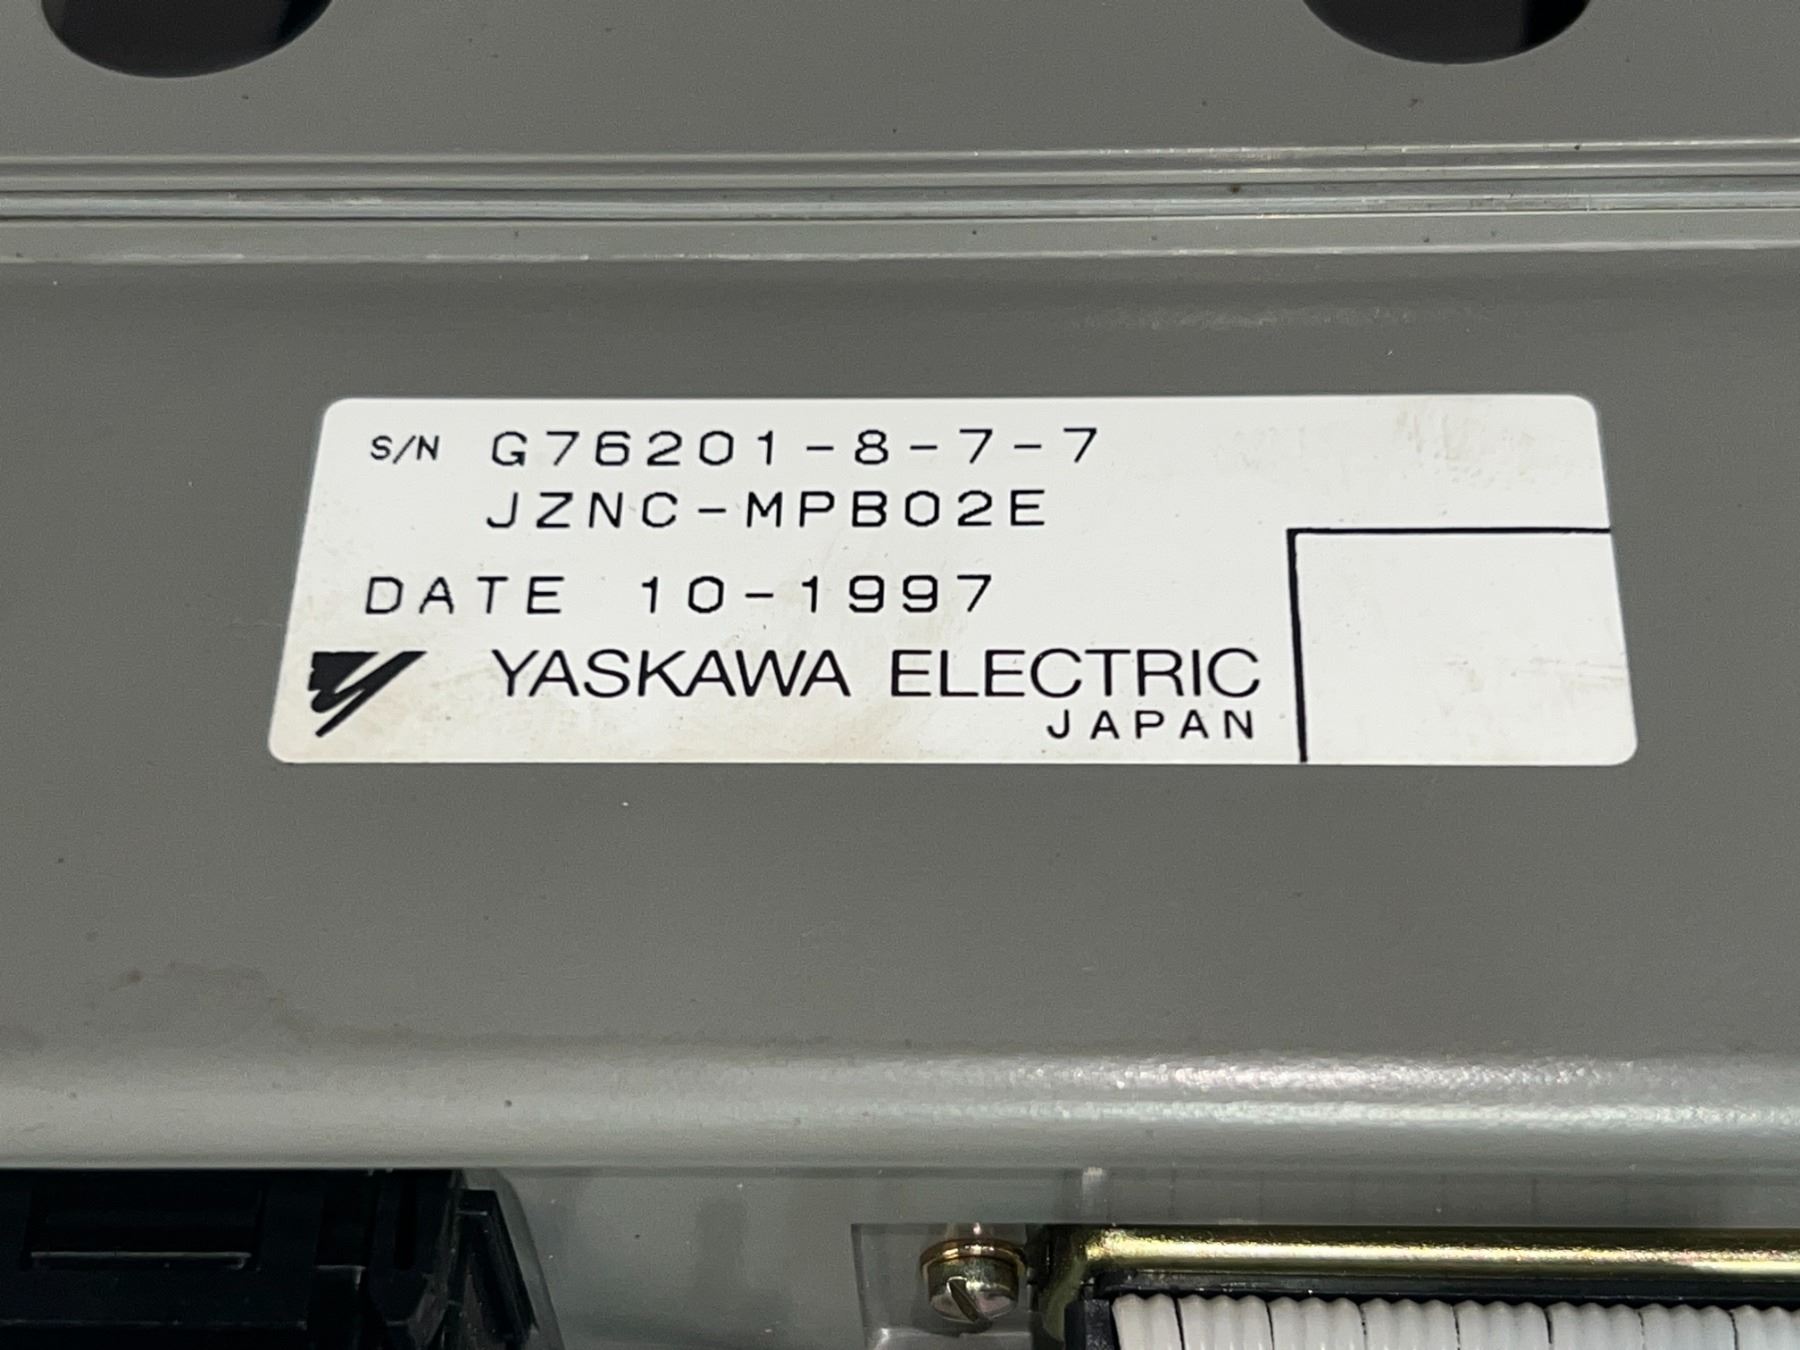 S/N G76201-8-7-7
JZNC-MPB02E
DATE 10-1997
YASKAWA ELECTRIC
JAPAN